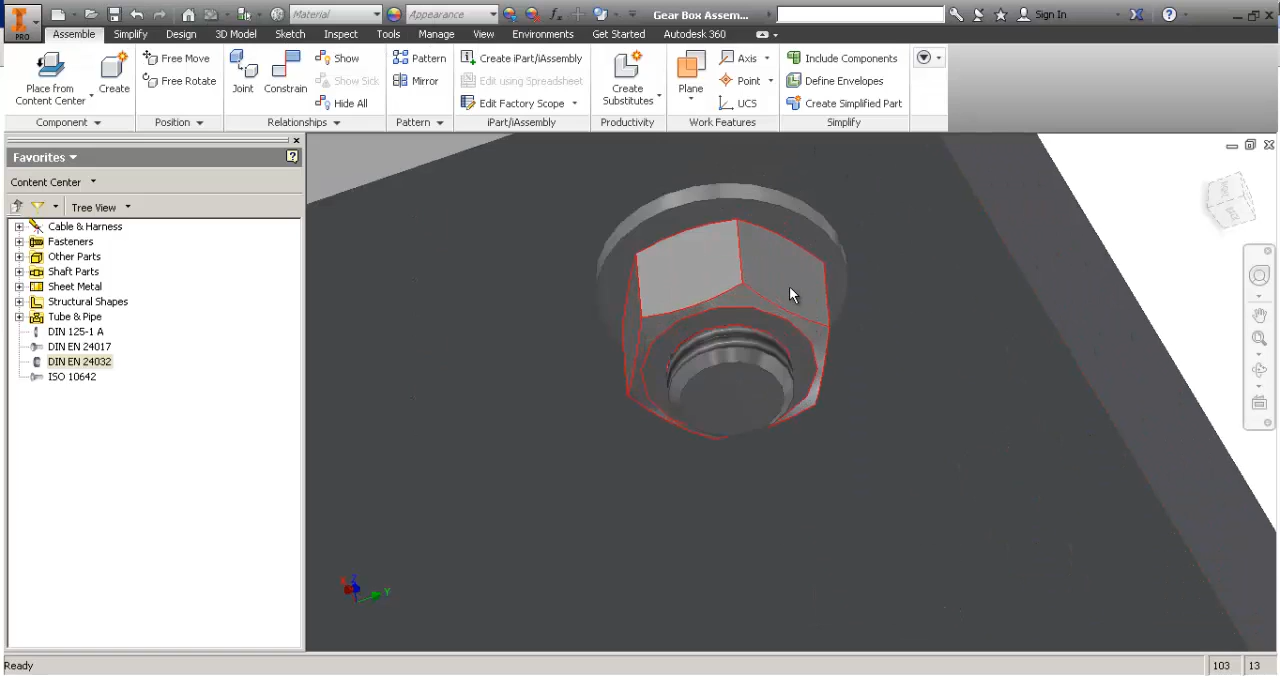 Material
Appearance
Gear Box Assem...
Sign In
PRO
Assemble Simplify Design 3D Model Sketch Inspect Tools Manage View Environments Get Started Autodesk 360
Place from Content Center
Create
Free Move
Free Rotate
Joint
Constrain
Show
Show Sick
Hide All
Pattern
Mirror
Create iPart/iAssembly
Edit using Spreadsheet
Edit Factory Scope
Create Substitutes
Plane
Axis
Point
UCS
Include Components
Define Envelopes
Create Simplified Part
Component Position Relationships Pattern iPart/iAssembly Productivity Work Features Simplify
Favorites
Content Center
Tree View
Cable & Harness
Fasteners
Other Parts
Shaft Parts
Sheet Metal
Structural Shapes
Tube & Pipe
DIN 125-1 A
DIN EN 24017
DIN EN 24032
ISO 10642
Z
Y
Ready
103 13